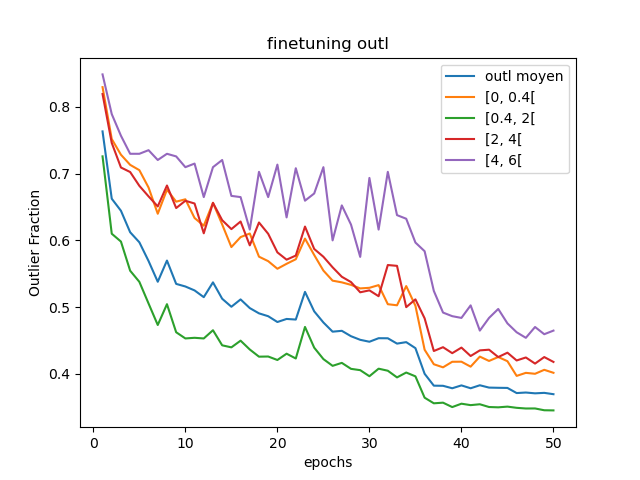 finetuning outl
outl moyen
[0, 0.4[
[0.4, 2[
[2, 4[
[4, 6[
Outlier Fraction
0.8
0.7
0.6
0.5
0.4
0 10 20 30 40 50
epochs